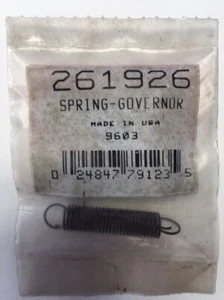 261926
SPRING-GOVERNOR
MADE IN USA
9603
0 24847 79123 5